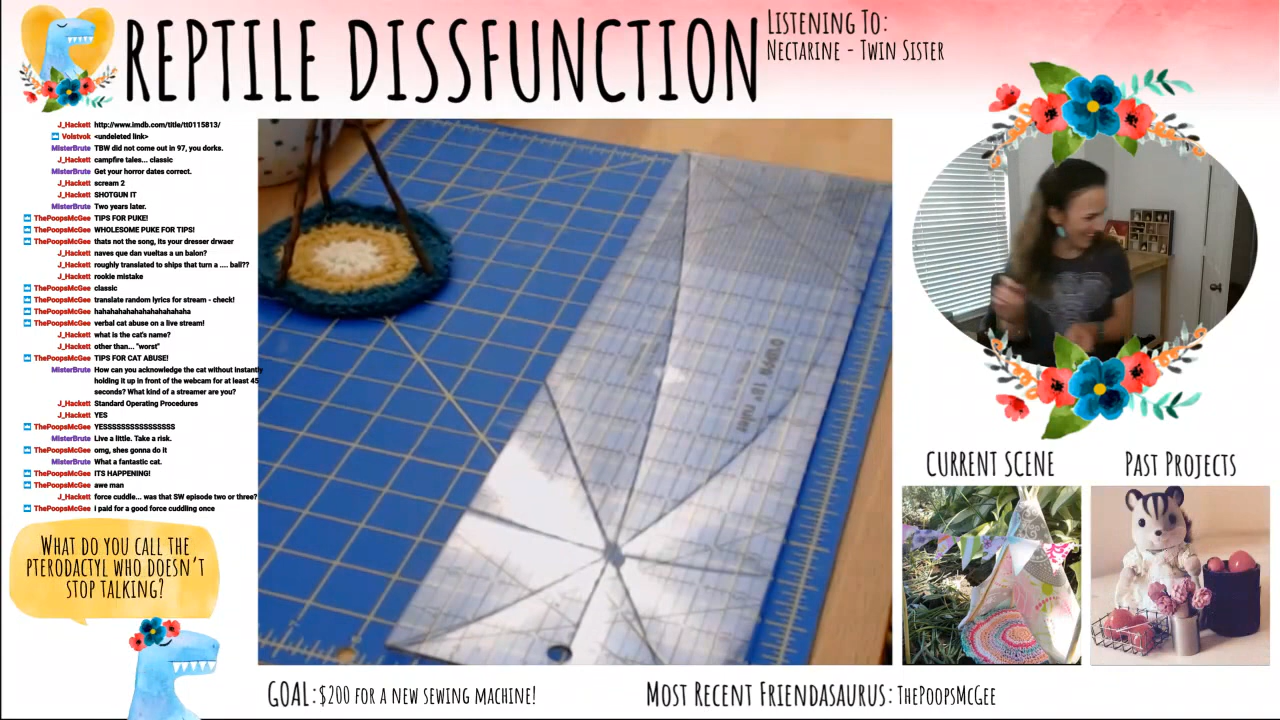 REPTILE DISSFUNCTION
LISTENING TO:
NECTARINE - TWIN SISTER
J_Hackett http://www.imdb.com/title/tt0115813/
Volstvok <undeleted link>
MisterBrute TBW did not come out in 97, you dorks.
J_Hackett campfire tales... classic
MisterBrute Get your horror dates correct.
J_Hackett scream 2
J_Hackett SHOTGUN IT
MisterBrute Two years later.
ThePoopsMcGee TIPS FOR PUKE!
ThePoopsMcGee WHOLESOME PUKE FOR TIPS!
ThePoopsMcGee thats not the song, its your dresser drwaer
J_Hackett naves que dan vueltas a un balon?
J_Hackett roughly translated to ships that turn a .... ball??
J_Hackett rookie mistake
ThePoopsMcGee classic
ThePoopsMcGee translate random lyrics for stream - check!
ThePoopsMcGee hahahahahahahahahahaha
ThePoopsMcGee verbal cat abuse on a live stream!
J_Hackett what is the cat's name?
J_Hackett other than... "worst"
ThePoopsMcGee TIPS FOR CAT ABUSE!
MisterBrute How can you acknowledge the cat without instantly
holding it up in front of the webcam for at least 45
seconds? What kind of a streamer are you?
J_Hackett Standard Operating Procedures
J_Hackett YES
ThePoopsMcGee YESSSSSSSSSSSSSSSS
MisterBrute Live a little. Take a risk.
ThePoopsMcGee omg, shes gonna do it
MisterBrute What a fantastic cat.
ThePoopsMcGee ITS HAPPENING!
ThePoopsMcGee awe man
J_Hackett force cuddle... was that SW episode two or three?
ThePoopsMcGee i paid for a good force cuddling once
WHAT DO YOU CALL THE
PTERODACTYL WHO DOESN'T
STOP TALKING?
CURRENT SCENE
PAST PROJECTS
GOAL: $200 FOR A NEW SEWING MACHINE!
MOST RECENT FRIENDASAURUS: THEPOOPSMCGEE